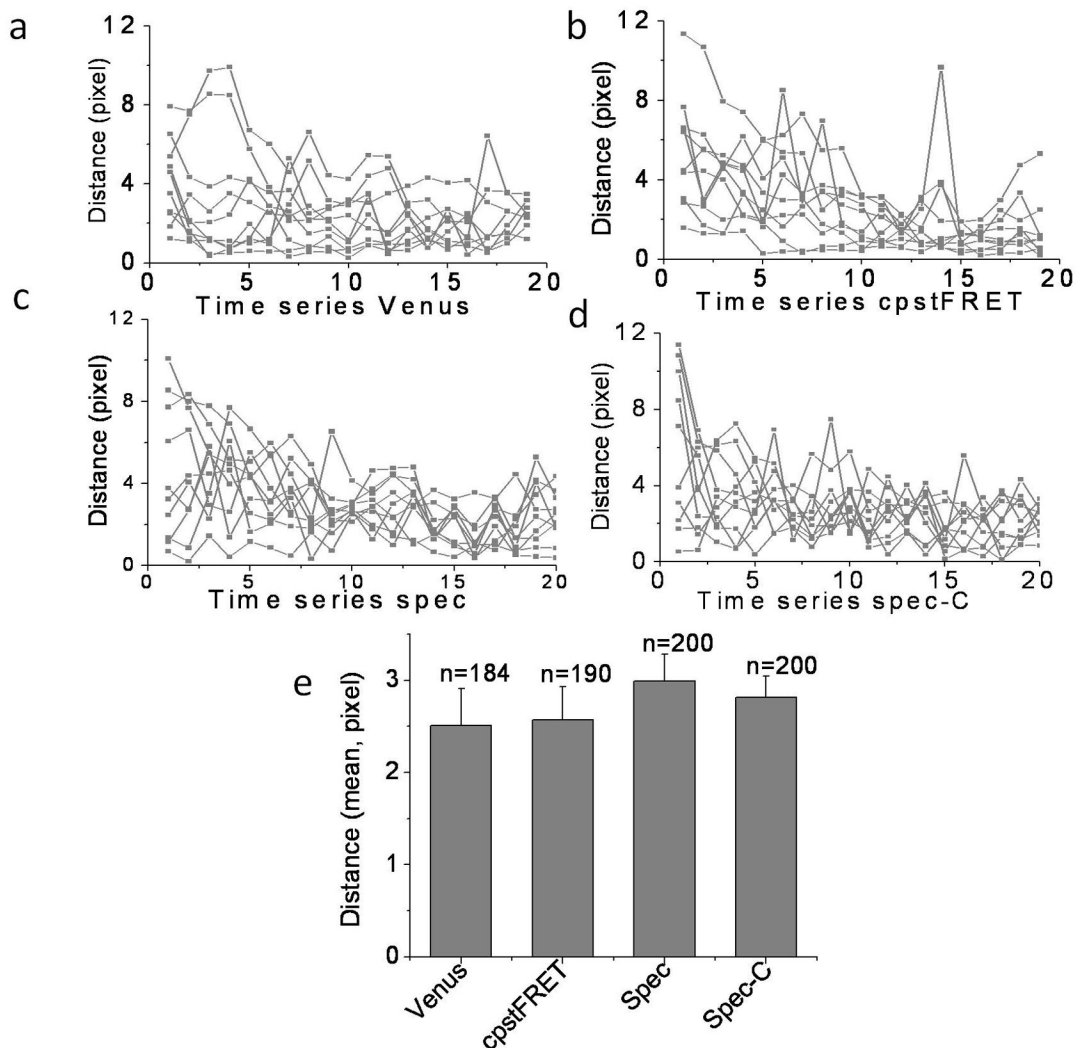 a
12
8
4
0
Distance (pixel)
0 5 10 15 20
Time series Venus
b
12
8
4
0
Distance (pixel)
0 5 10 15 20
Time series cpstFRET
c
12
8
4
0
Distance (pixel)
0 5 10 15 20
Time series spec
d
12
8
4
0
Distance (pixel)
0 5 10 15 20
Time series spec-C
e
3
2
1
0
Distance (mean, pixel)
n=184 n=190 n=200 n=200
Venus cpstFRET Spec Spec-C